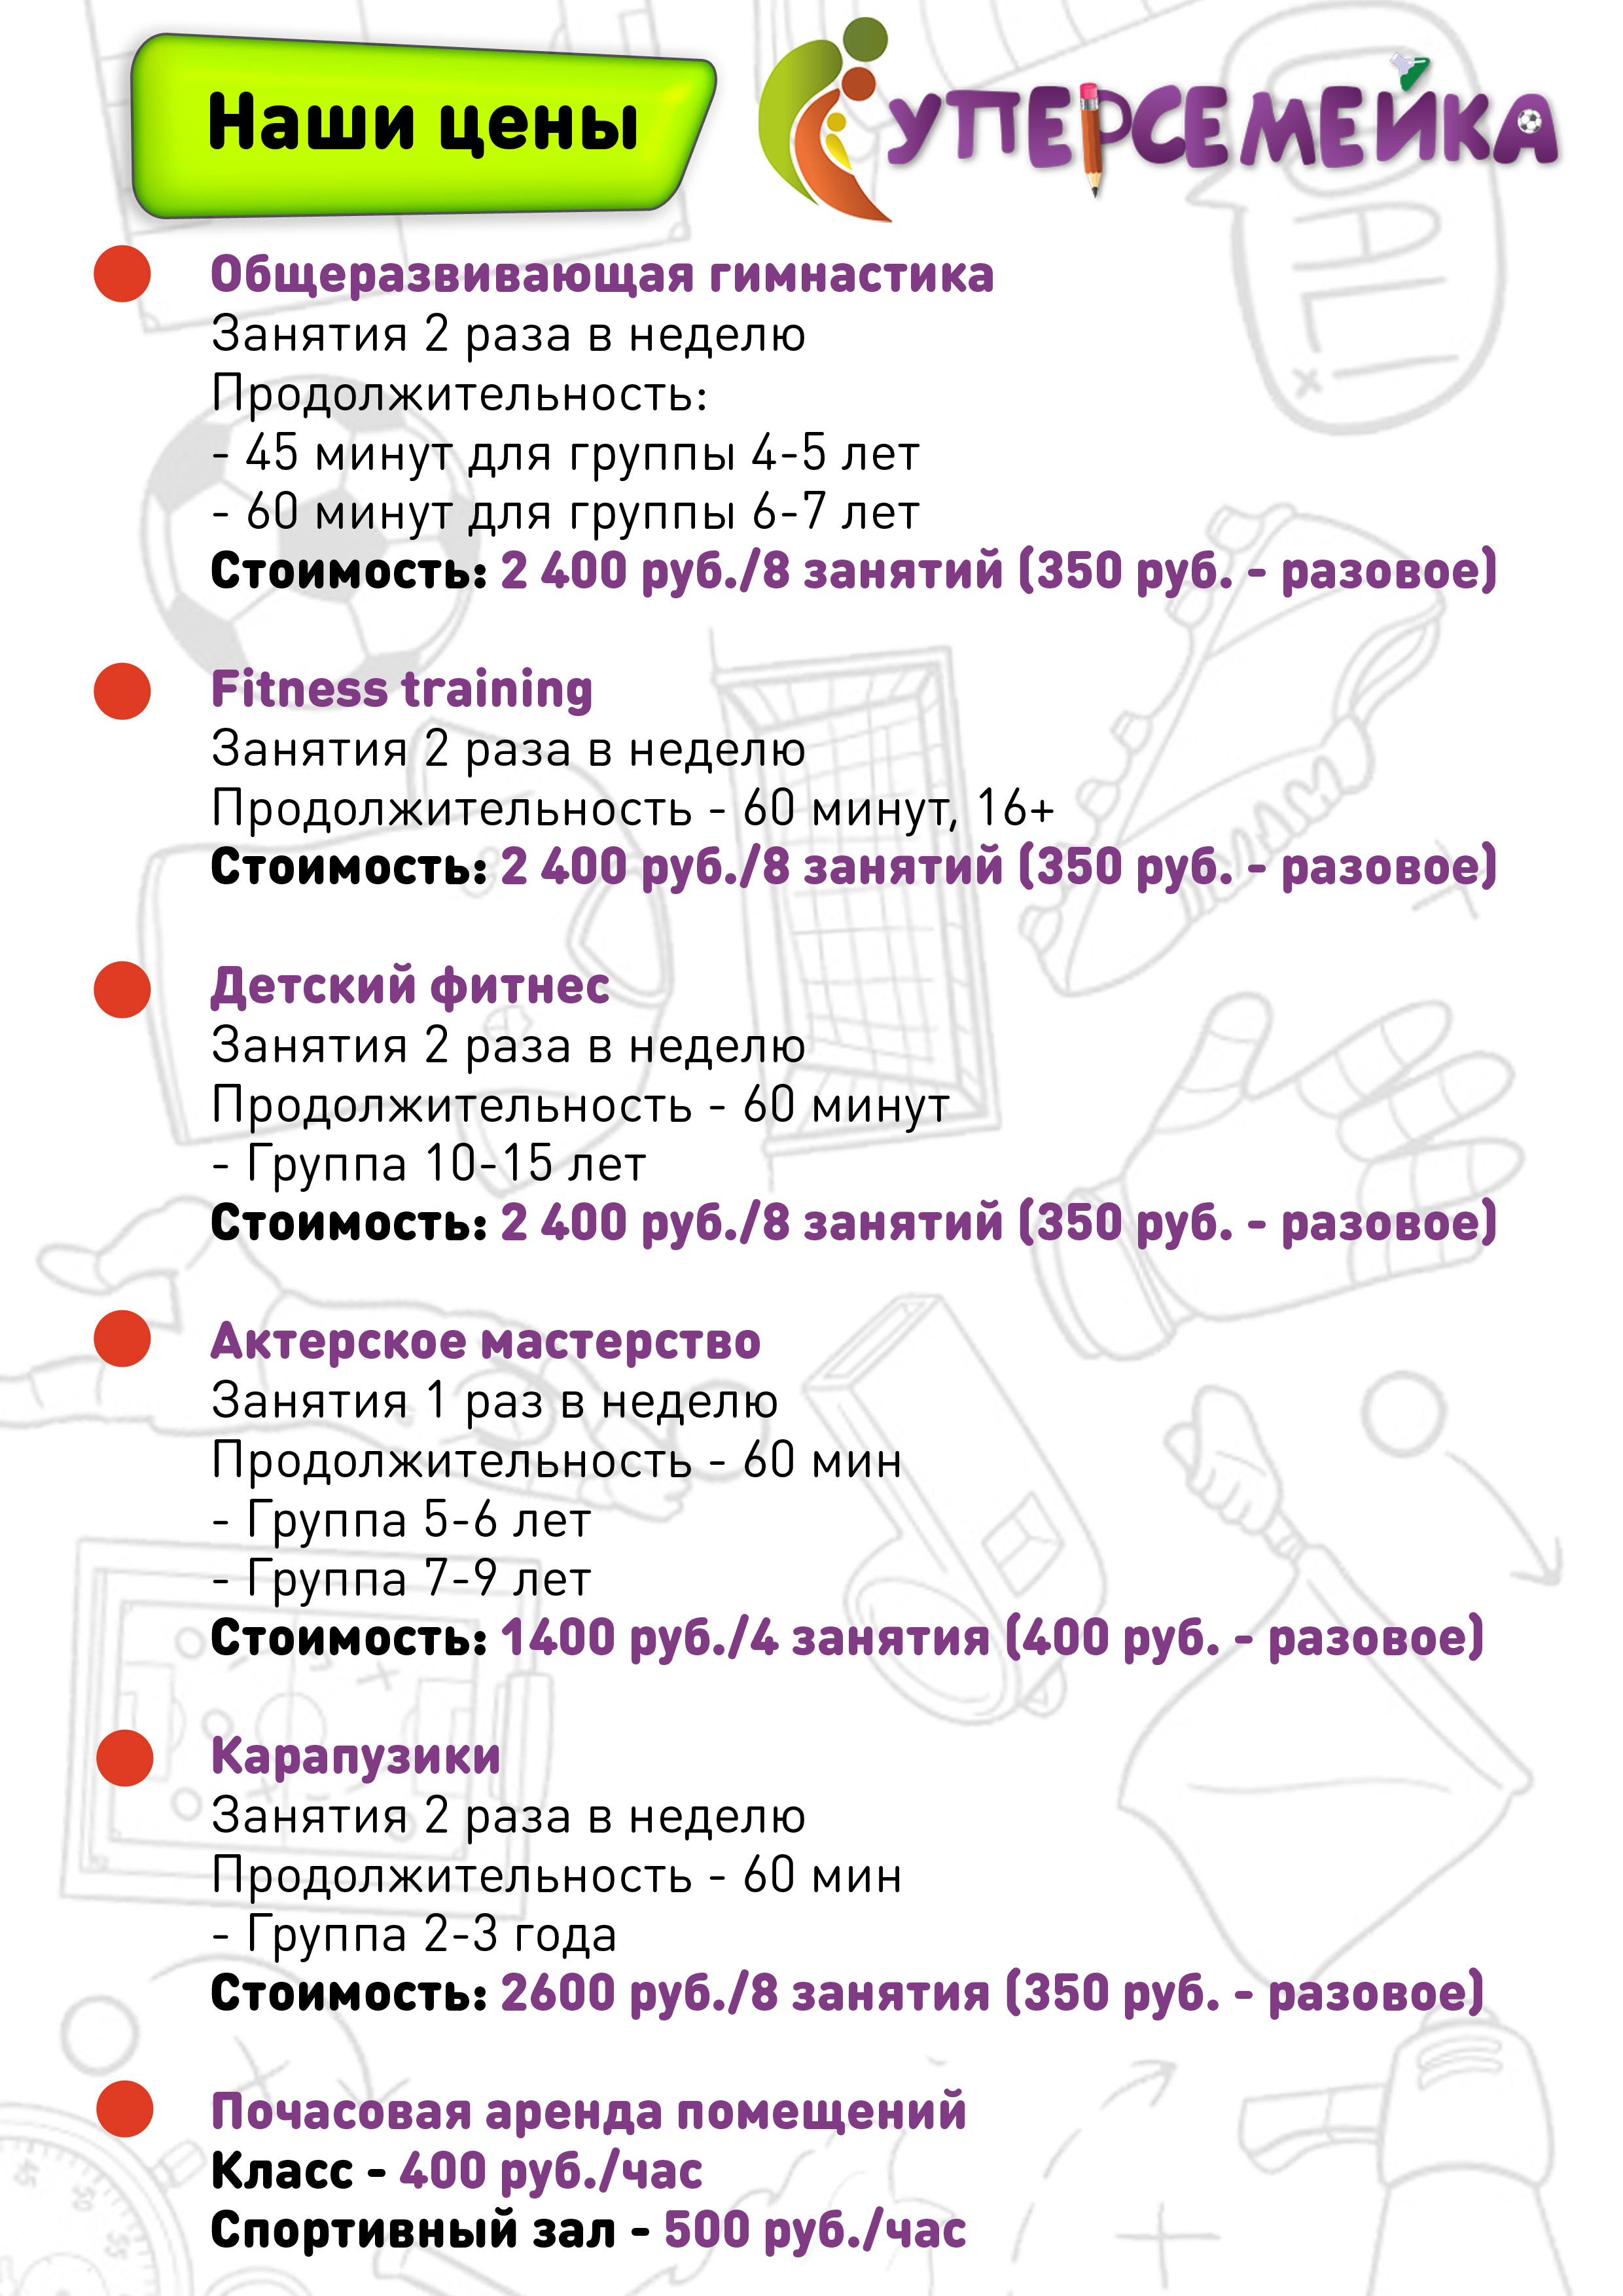 Наши цены
СУПЕРСЕМЕЙКА
Общеразвивающая гимнастика
Занятия 2 раза в неделю
Продолжительность:
- 45 минут для группы 4-5 лет
- 60 минут для группы 6-7 лет
Стоимость: 2 400 руб./8 занятий (350 руб. - разовое)
Fitness training
Занятия 2 раза в неделю
Продолжительность - 60 минут, 16+
Стоимость: 2 400 руб./8 занятий (350 руб. - разовое)
Детский фитнес
Занятия 2 раза в неделю
Продолжительность - 60 минут
- Группа 10-15 лет
Стоимость: 2 400 руб./8 занятий (350 руб. - разовое)
Актерское мастерство
Занятия 1 раз в неделю
Продолжительность - 60 мин
- Группа 5-6 лет
- Группа 7-9 лет
Стоимость: 1400 руб./4 занятия (400 руб. - разовое)
Карапузики
Занятия 2 раза в неделю
Продолжительность - 60 мин
- Группа 2-3 года
Стоимость: 2600 руб./8 занятия (350 руб. - разовое)
Почасовая аренда помещений
Класс - 400 руб./час
Спортивный зал - 500 руб./час
45
50
55